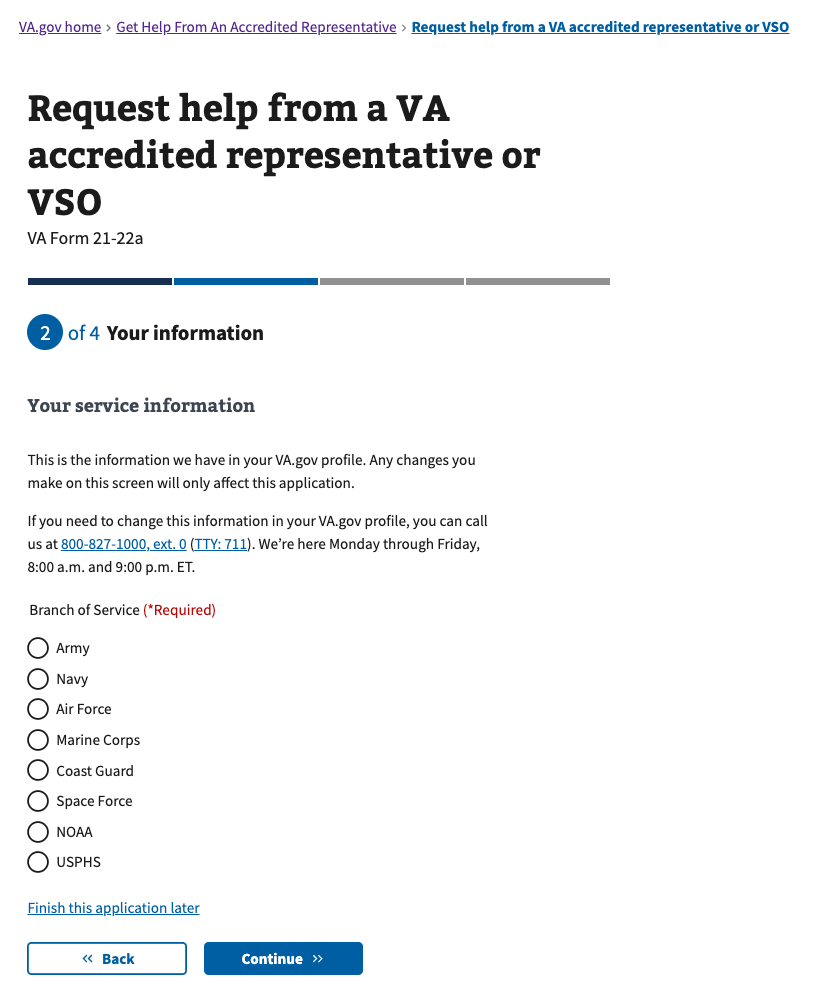 VA.gov home › Get Help From An Accredited Representative › Request help from a VA accredited representative or VSO
Request help from a VA
accredited representative or
VSO
VA Form 21-22a
2 of 4 Your information
Your service information
This is the information we have in your VA.gov profile. Any changes you
make on this screen will only affect this application.
If you need to change this information in your VA.gov profile, you can call
us at 800-827-1000, ext. 0 (TTY: 711). We’re here Monday through Friday,
8:00 a.m. and 9:00 p.m. ET.
Branch of Service (*Required)
Army
Navy
Air Force
Marine Corps
Coast Guard
Space Force
NOAA
USPHS
Finish this application later
« Back
Continue »